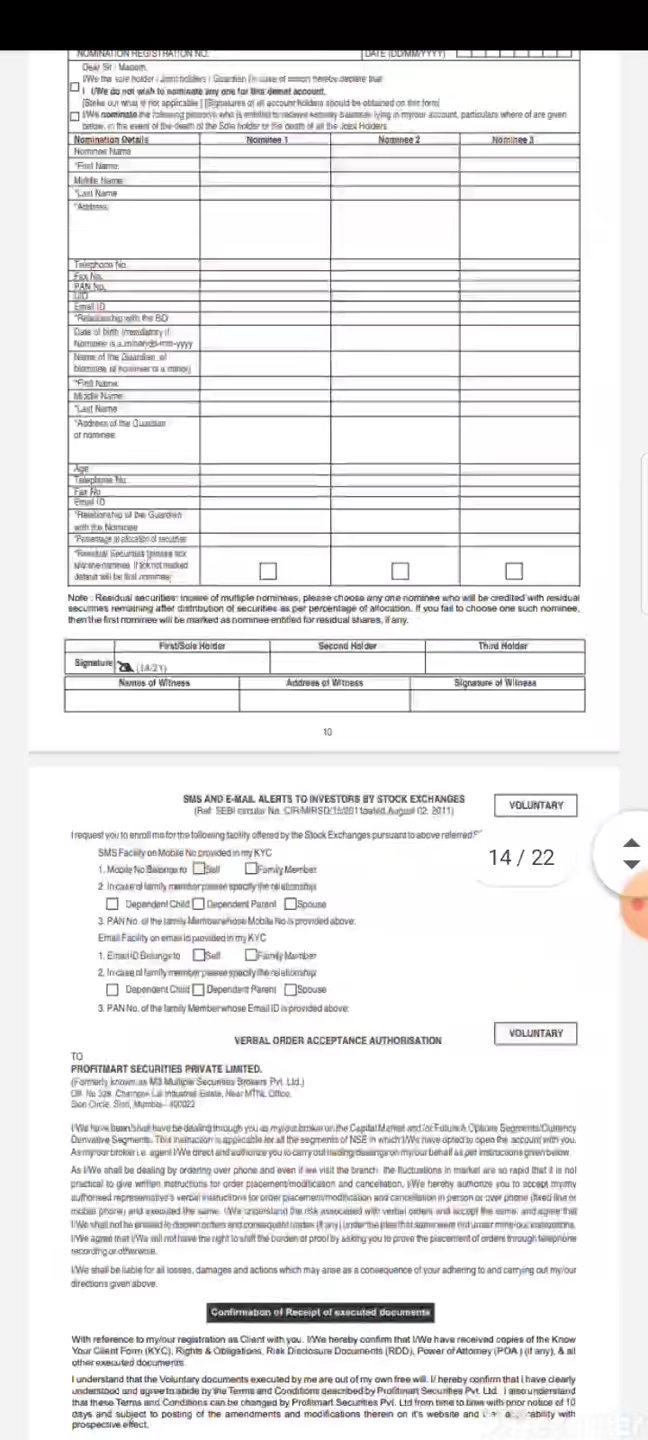 NOMINATION REGISTRATION NO. DATE (DD/MM/YYYY)
Dear Sir / Madam,
I/We the sole holder / Joint holders / Guardian (in case of minor) hereby declare that
I/We do not wish to nominate any one for this demat account.
[Strike out what is not applicable] [Signatures of all account holders should be obtained on this form]
I/We nominate the following person/s who is entitled to receive security balances lying in my/our account, particulars where of are given
below, in the event of the death of the Sole holder or the death of all the Joint Holders.
Nomination Details Nominee 1 Nominee 2 Nominee 3
Nominee Name
*First Name:
Middle Name:
*Last Name
*Address:
Telephone No.
Fax No.
PAN No.
UID
Email ID
*Relationship with the BO:
Date of birth (mandatory if
Nominee is a minor)dd-mm-yyyy
Name of the Guardian of
Nominee (if nominee is a minor)
*First Name:
Middle Name:
*Last Name
*Address of the Guardian
of nominee:
Age
Telephone No.
Fax No
Email ID
*Relationship of the Guardian
with the Nominee
*Percentage of allocation of securities
*Residual Securities [please tick
any one nominee. If tick not marked
default will be first nominee]
Note : Residual securities: incase of multiple nominees, please choose any one nominee who will be credited with residual
securities remaining after distribution of securities as per percentage of allocation. If you fail to choose one such nominee,
then the first nominee will be marked as nominee entitled for residual shares, if any.
First/Sole Holder Second Holder Third Holder
Signature (14/21)
Names of Witness Address of Witness Signature of Witness
10
SMS AND E-MAIL ALERTS TO INVESTORS BY STOCK EXCHANGES VOLUNTARY
(Ref: SEBI circular No. CIR/MIRSD/15/2011dated August 02, 2011)
I request you to enroll me for the following facility offered by the Stock Exchanges pursuant to above referred
14 / 22
SMS Facility on Mobile No provided in my KYC
1. Mobile No Belongs to Self Family Member
2. In case of family member please specify the relationship
Dependent Child Dependent Parent Spouse
3. PAN No. of the family Member whose Mobile No is provided above:
Email Facility on email id provided in my KYC
1. Email ID Belongs to Self Family Member
2. In case of family member please specify the relationship
Dependent Child Dependent Parent Spouse
3. PAN No. of the family Member whose Email ID is provided above:
VERBAL ORDER ACCEPTANCE AUTHORISATION VOLUNTARY
TO
PROFITMART SECURITIES PRIVATE LIMITED.
(Formerly known as M3 Multiple Securities Brokers Pvt. Ltd.)
Off. No 328, Industrial Estate, Near MTNL Office,
Sion Circle, Sion, Mumbai - 400022
I/We have been/shall have be dealing through you as my/our broker on the Capital Market and /or Future & Options Segments/Currency
Derivative Segments. This instruction is applicable for all the segments of NSE in which I/We have opted to open the account with you.
As my/our broker i.e. agent I/We direct and authorize you to carry out trading/dealings on my/our behalf as per instructions given below.
As I/We shall be dealing by ordering over phone and even if we visit the branch, the fluctuations in market are so rapid that it is not
practical to give written instructions for order placement/modification and cancellation, I/We hereby authorize you to accept my/my
authorised representative's verbal instructions for order placement/modification and cancellation in person or over phone (fixed line or
mobile phone) and executed the same. I/We understand the risk associated with verbal orders and accept the same, and agree that
I/We shall not be entitled to disown orders and consequent trades (if any) under the plea that same were not under mine/our instructions.
I/We agree that I/We will not have the right to shift the burden of proof by asking you to prove the placement of orders through telephone
recording or otherwise.
I/We shall be liable for all losses, damages and actions which may arise as a consequence of your adhering to and carrying out my/our
directions given above.
Confirmation of Receipt of executed documents
With reference to my/our registration as Client with you. I/We hereby confirm that I/We have received copies of the Know
Your Client Form (KYC), Rights & Obligations, Risk Disclosure Documents (RDD), Power of Attorney (POA ) (if any), & all
other executed documents.
I understand that the Voluntary documents executed by me are out of my own free will. I/ hereby confirm that I have clearly
understood and agree to abide by the Terms and Conditions described by Profitmart Securities Pvt. Ltd. I also understand
that these Terms and Conditions can be changed by Profitmart Securities Pvt. Ltd from time to time with prior notice of 10
days and subject to posting of the amendments and modifications therein on it's website and with
prospective effect.